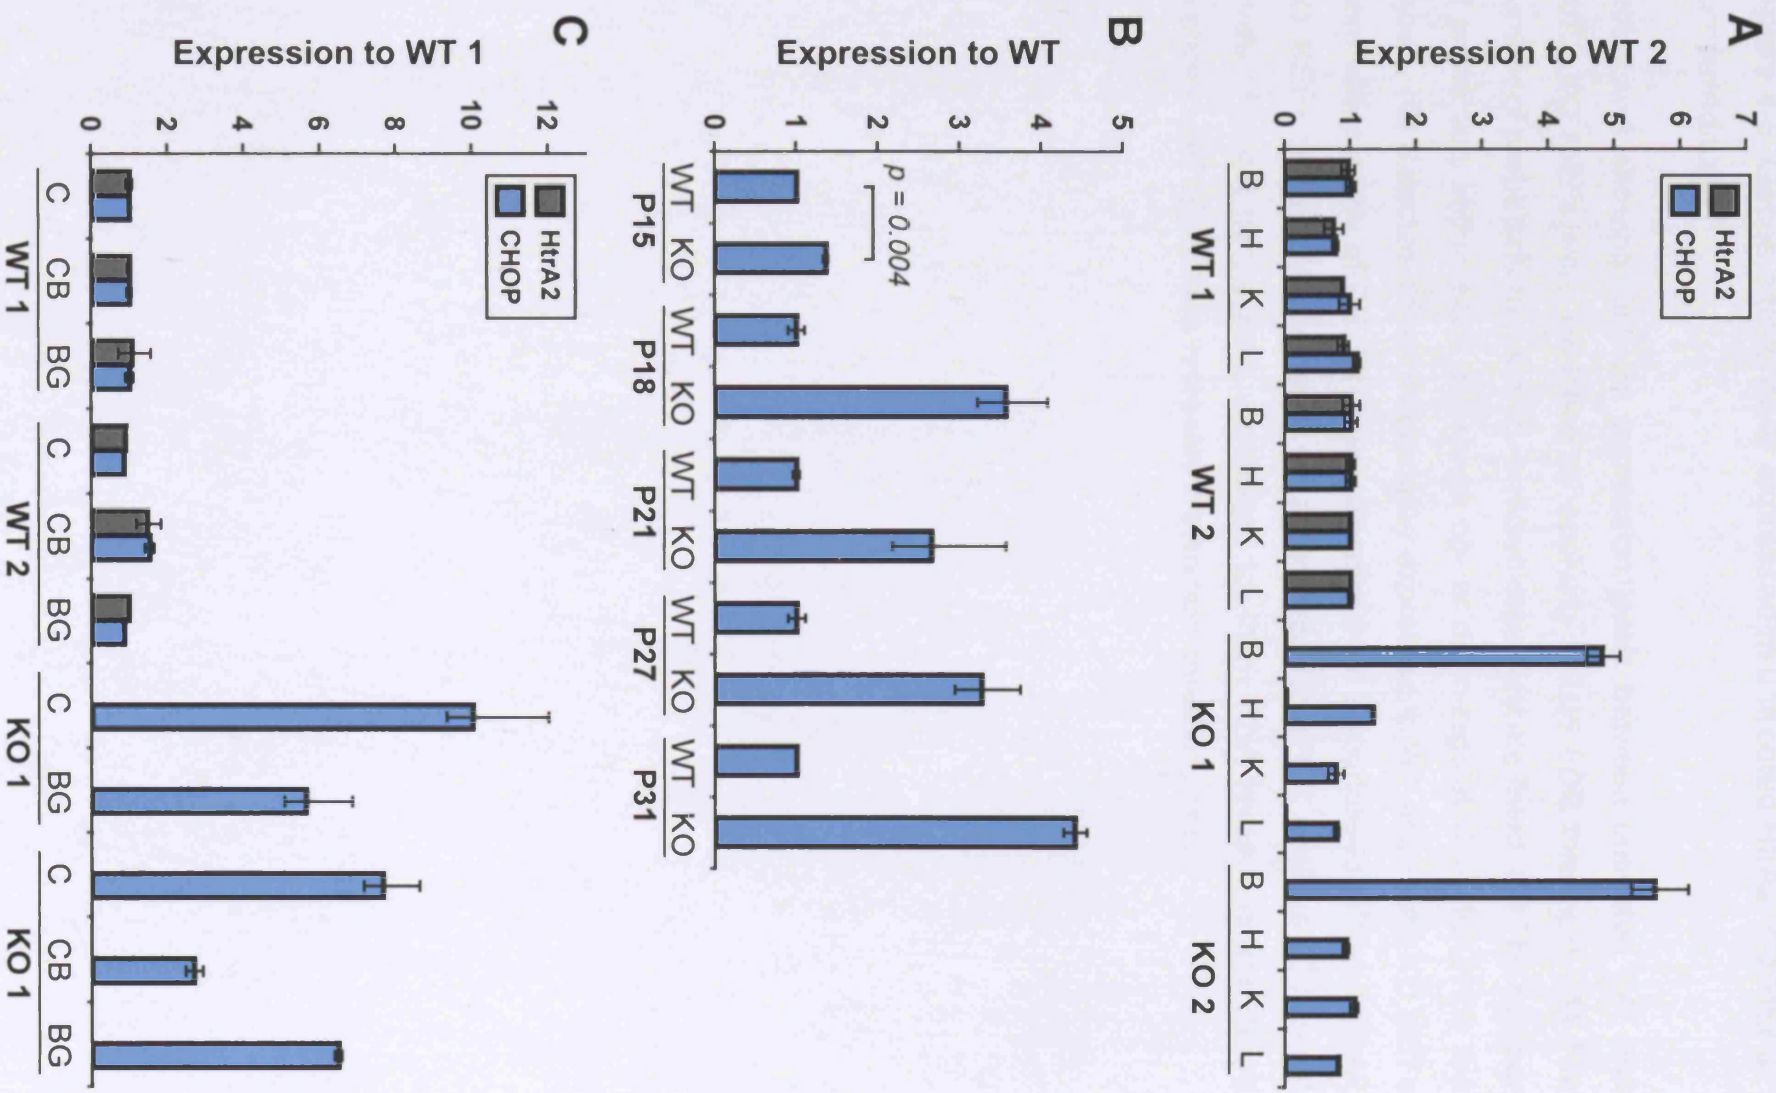 A
Expression to WT 2
7
6
5
4
3
2
1
0
HtrA2
CHOP
B H K L B H K L B H K L B H K L
WT 1 WT 2 KO 1 KO 2
B
Expression to WT
5
4
3
2
1
0
p = 0.004
WT KO WT KO WT KO WT KO WT KO
P15 P18 P21 P27 P31
C
Expression to WT 1
12
10
8
6
4
2
0
HtrA2
CHOP
C CB BG C CB BG C BG C CB BG
WT 1 WT 2 KO 1 KO 1